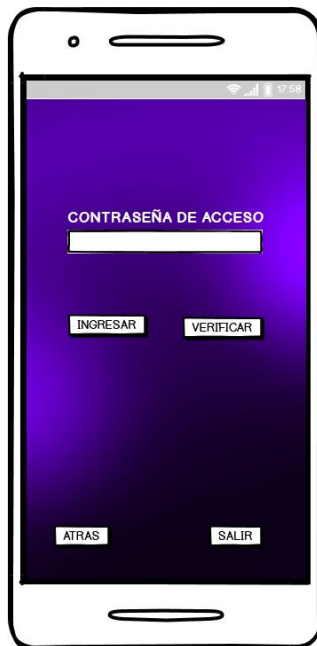 17:58
CONTRASEÑA DE ACCESO
INGRESAR
VERIFICAR
ATRAS
SALIR